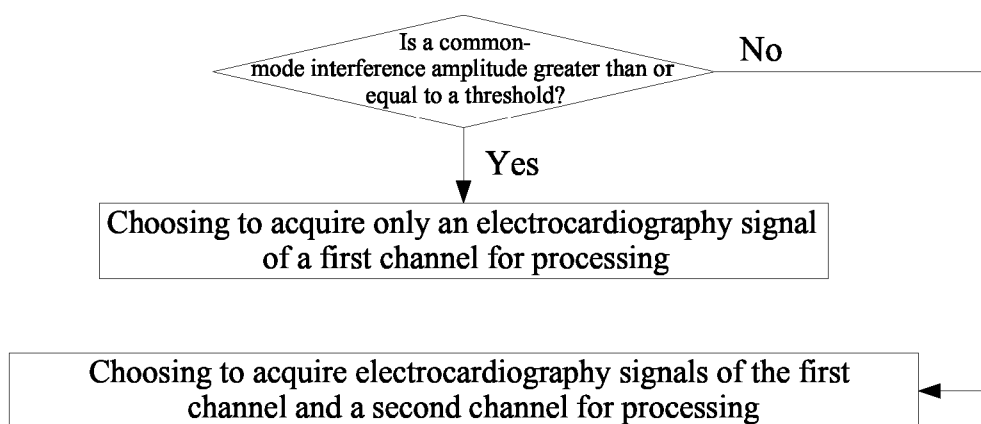 Is a common-
mode interference amplitude greater than or
equal to a threshold?
No
Yes
Choosing to acquire only an electrocardiography signal
of a first channel for processing
Choosing to acquire electrocardiography signals of the first
channel and a second channel for processing